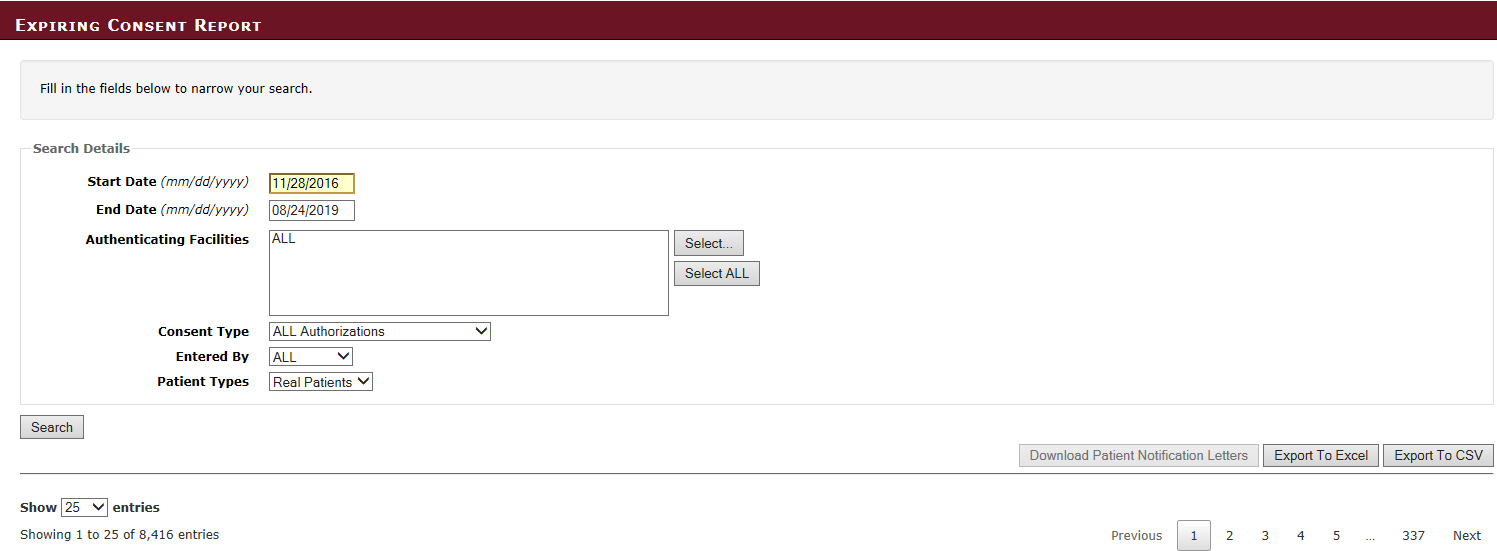 EXPIRING CONSENT REPORT
Fill in the fields below to narrow your search.
Search Details
Start Date (mm/dd/yyyy) 11/28/2016
End Date (mm/dd/yyyy) 08/24/2019
Authenticating Facilities ALL Select...
Select ALL
Consent Type ALL Authorizations
Entered By ALL
Patient Types Real Patients
Search
Download Patient Notification Letters Export To Excel Export To CSV
Show 25 entries
Showing 1 to 25 of 8,416 entries Previous 1 2 3 4 5 ... 337 Next